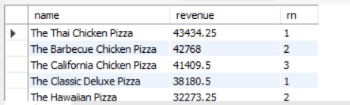 name revenue rn
The Thai Chicken Pizza 43434.25 1
The Barbecue Chicken Pizza 42768 2
The California Chicken Pizza 41409.5 3
The Classic Deluxe Pizza 38180.5 1
The Hawaiian Pizza 32273.25 2